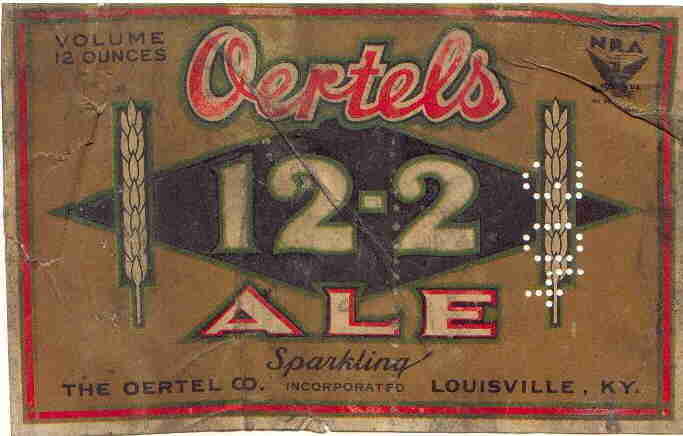 VOLUME
12 OUNCES
Oertels
NRA
12-2
ALE
Sparkling
THE OERTEL CO. INCORPORATED LOUISVILLE, KY.